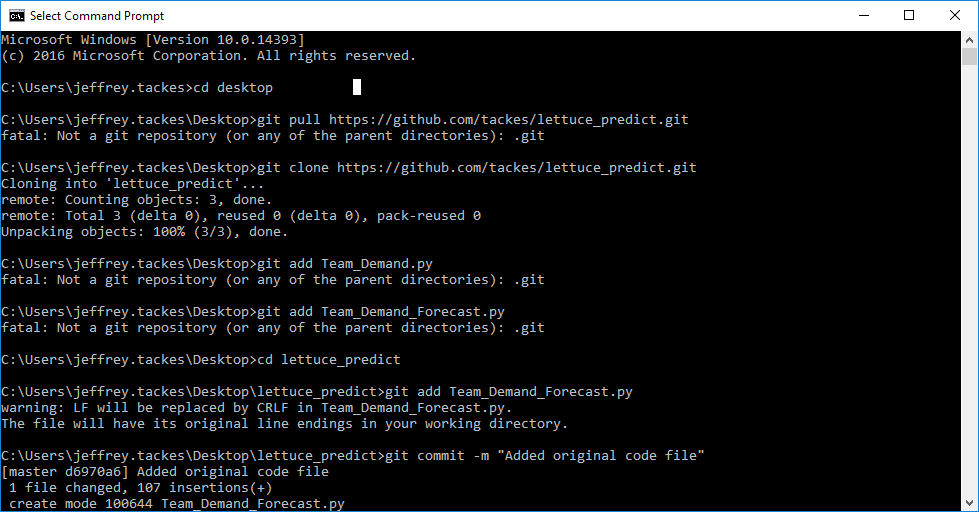 Select Command Prompt
Microsoft Windows [Version 10.0.14393]
(c) 2016 Microsoft Corporation. All rights reserved.
C:\Users\jeffrey.tackes>cd desktop
C:\Users\jeffrey.tackes\Desktop>git pull https://github.com/tackes/lettuce_predict.git
fatal: Not a git repository (or any of the parent directories): .git
C:\Users\jeffrey.tackes\Desktop>git clone https://github.com/tackes/lettuce_predict.git
Cloning into 'lettuce_predict'...
remote: Counting objects: 3, done.
remote: Total 3 (delta 0), reused 0 (delta 0), pack-reused 0
Unpacking objects: 100% (3/3), done.
C:\Users\jeffrey.tackes\Desktop>git add Team_Demand.py
fatal: Not a git repository (or any of the parent directories): .git
C:\Users\jeffrey.tackes\Desktop>git add Team_Demand_Forecast.py
fatal: Not a git repository (or any of the parent directories): .git
C:\Users\jeffrey.tackes\Desktop>cd lettuce_predict
C:\Users\jeffrey.tackes\Desktop\lettuce_predict>git add Team_Demand_Forecast.py
warning: LF will be replaced by CRLF in Team_Demand_Forecast.py.
The file will have its original line endings in your working directory.
C:\Users\jeffrey.tackes\Desktop\lettuce_predict>git commit -m "Added original code file"
[master d6970a6] Added original code file
 1 file changed, 107 insertions(+)
 create mode 100644 Team_Demand_Forecast.py